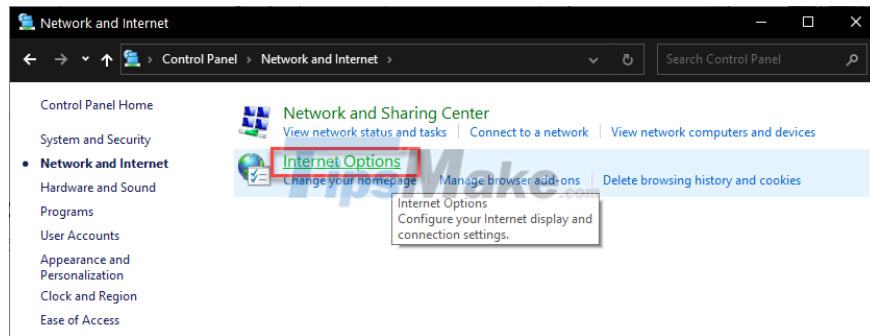 Network and Internet
Control Panel > Network and Internet >
Search Control Panel
Control Panel Home
System and Security
Network and Internet
Hardware and Sound
Programs
User Accounts
Appearance and
Personalization
Clock and Region
Ease of Access
Network and Sharing Center
View network status and tasks | Connect to a network | View network computers and devices
Internet Options
Change your homepage | Manage browser add-ons | Delete browsing history and cookies
Internet Options
Configure your Internet display and
connection settings.
TipsMake.com